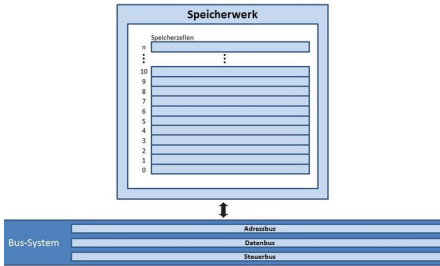 Speicherwerk
Speicherzellen
n
10
9
8
7
6
5
4
3
2
1
0
Adressbus
Bus-System
Datenbus
Steuerbus